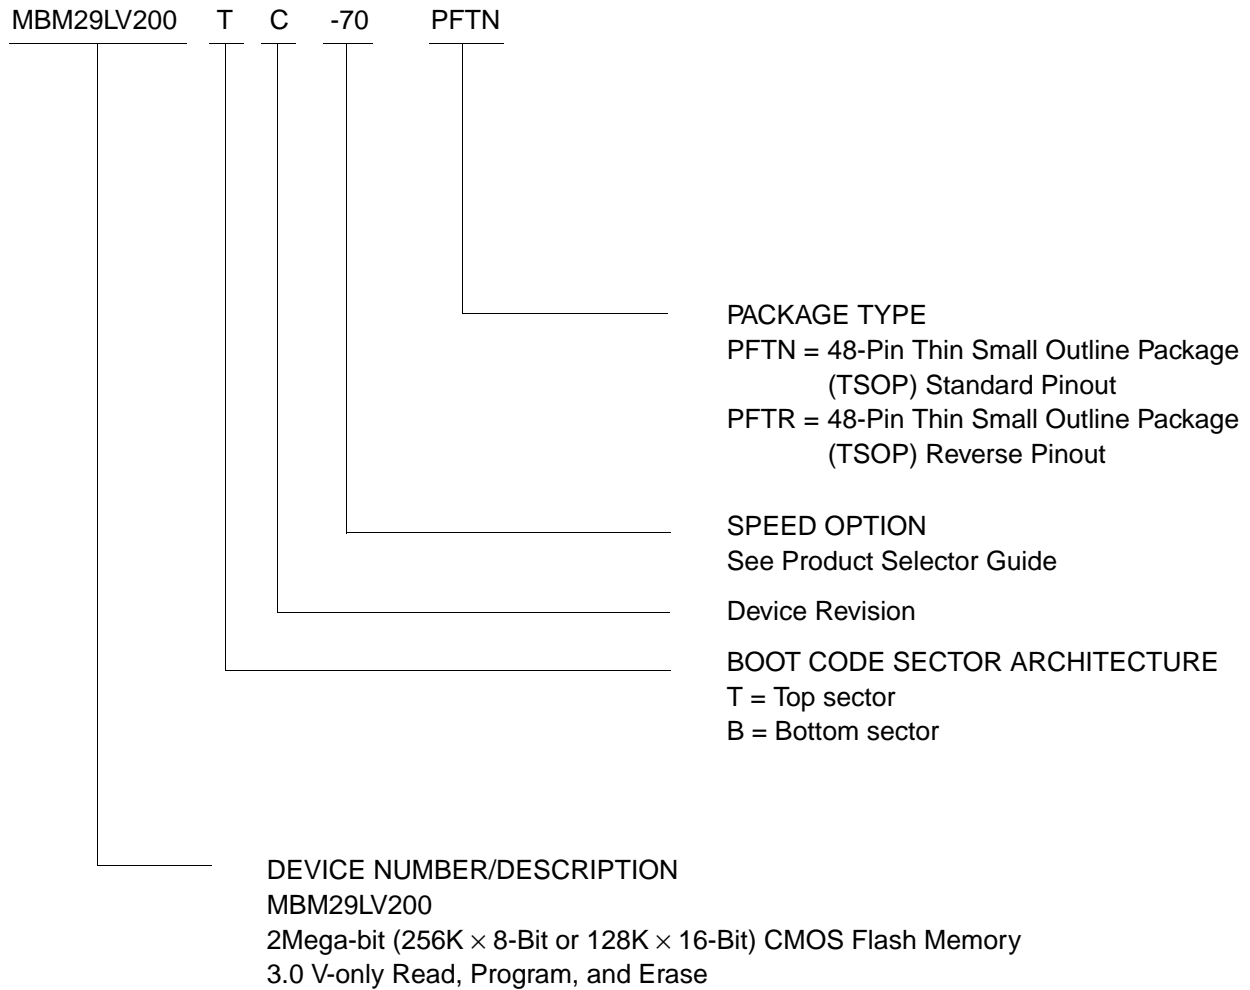 MBM29LV200 T C -70 PFTN
PACKAGE TYPE
PFTN = 48-Pin Thin Small Outline Package
(TSOP) Standard Pinout
PFTR = 48-Pin Thin Small Outline Package
(TSOP) Reverse Pinout
SPEED OPTION
See Product Selector Guide
Device Revision
BOOT CODE SECTOR ARCHITECTURE
T = Top sector
B = Bottom sector
DEVICE NUMBER/DESCRIPTION
MBM29LV200
2Mega-bit (256K × 8-Bit or 128K × 16-Bit) CMOS Flash Memory
3.0 V-only Read, Program, and Erase